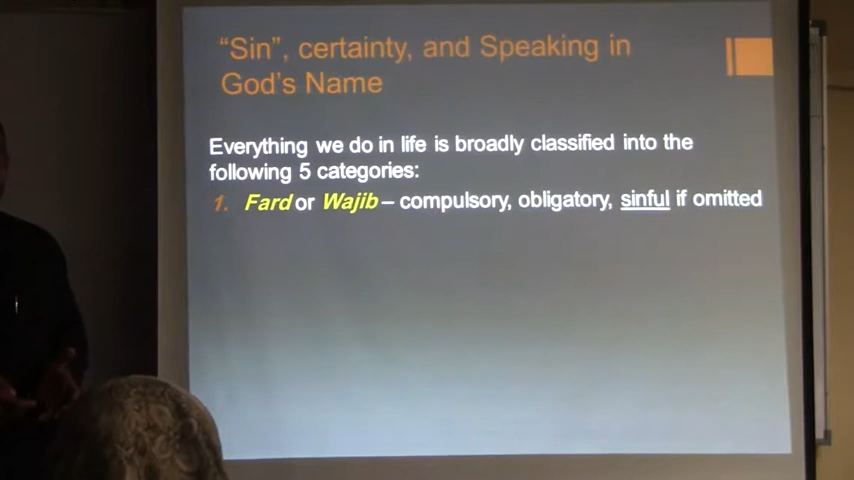 “Sin”, certainty, and Speaking in
God’s Name
Everything we do in life is broadly classified into the
following 5 categories:
1. Fard or Wajib – compulsory, obligatory, sinful if omitted